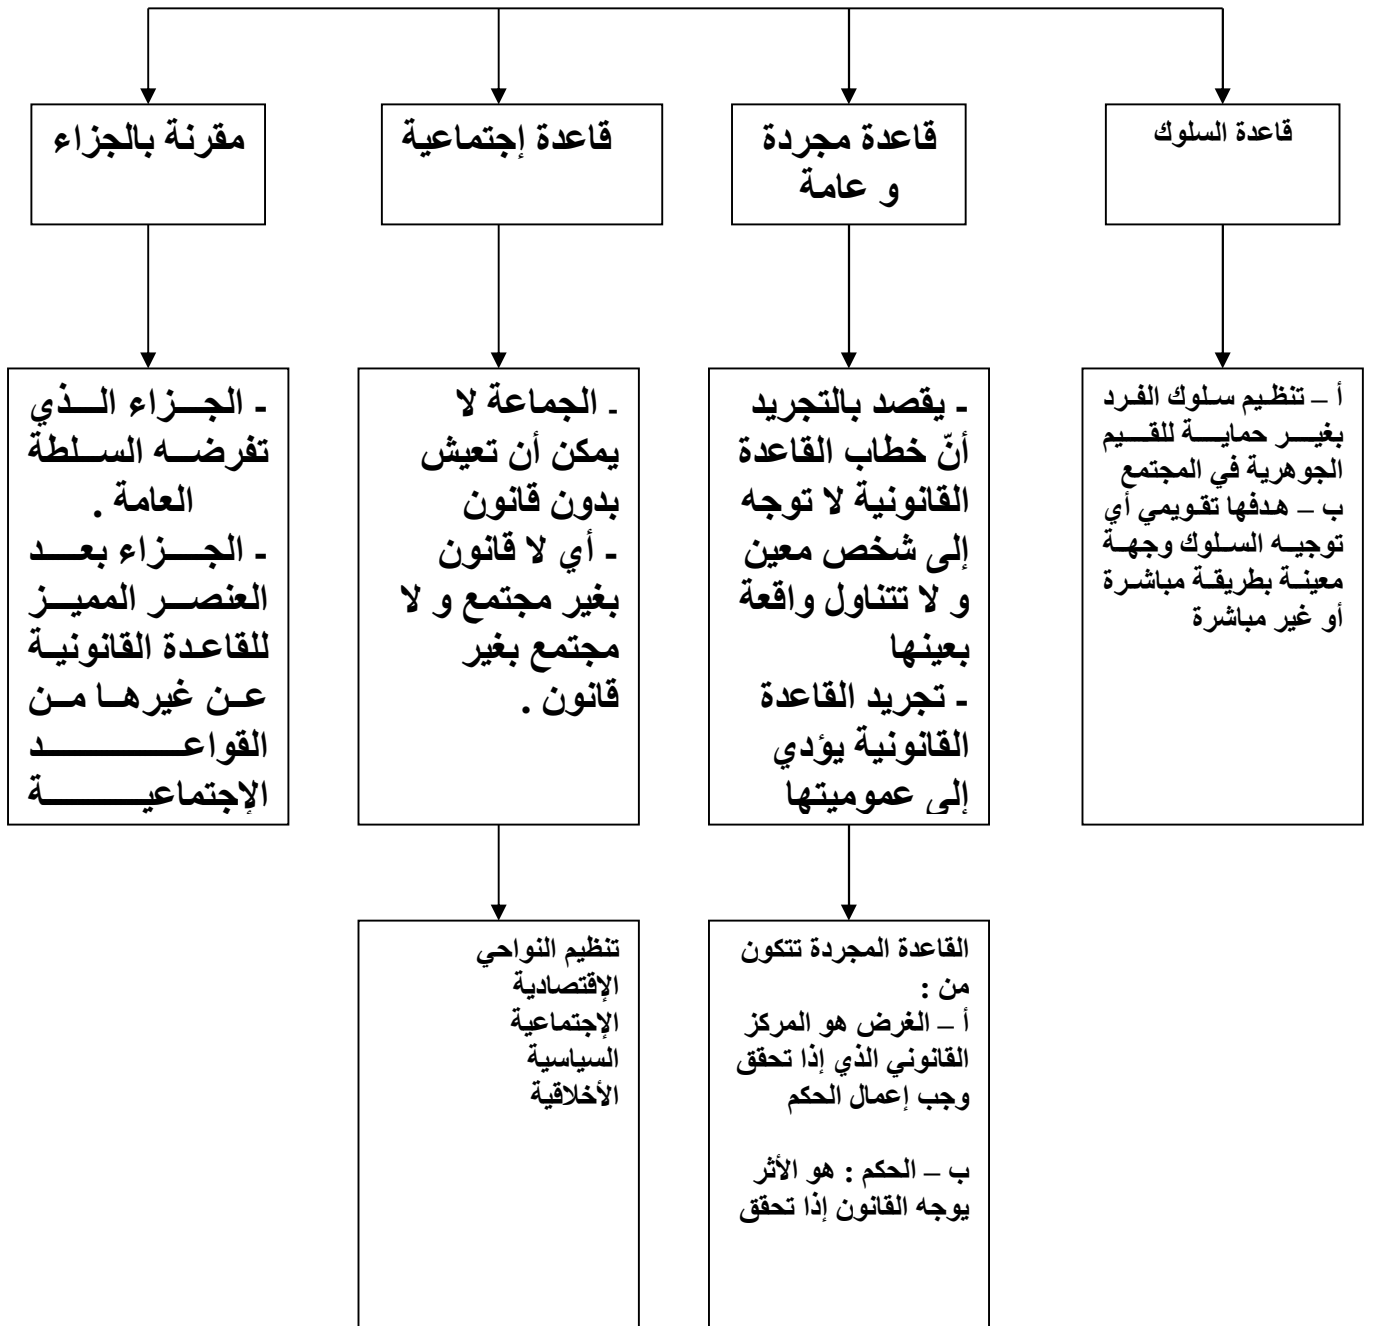 قاعدة السلوك
قاعدة مجردة
و عامة
قاعدة إجتماعية
مقرنة بالجزاء
أ – تنظيم سلوك الفرد
بغير حماية للقيم
الجوهرية في المجتمع
ب – هدفها تقويمي أي
توجيه السلوك وجهة
معينة بطريقة مباشرة
أو غير مباشرة
- يقصد بالتجريد
أنّ خطاب القاعدة
القانونية لا توجه
إلى شخص معين
و لا تتناول واقعة
بعينها
- تجريد القاعدة
القانونية يؤدي
إلى عموميتها
- الجماعة لا
يمكن أن تعيش
بدون قانون
- أي لا قانون
بغير مجتمع و لا
مجتمع بغير
قانون .
- الجزاء الذي
تفرضه السلطة
العامة .
- الجزاء بعد
العنصر المميز
للقاعدة القانونية
عن غيرها من
القواعد
الإجتماعية
القاعدة المجردة تتكون
من :
أ – الغرض هو المركز
القانوني الذي إذا تحقق
وجب إعمال الحكم
ب – الحكم : هو الأثر
يوجه القانون إذا تحقق
تنظيم النواحي
الإقتصادية
الإجتماعية
السياسية
الأخلاقية